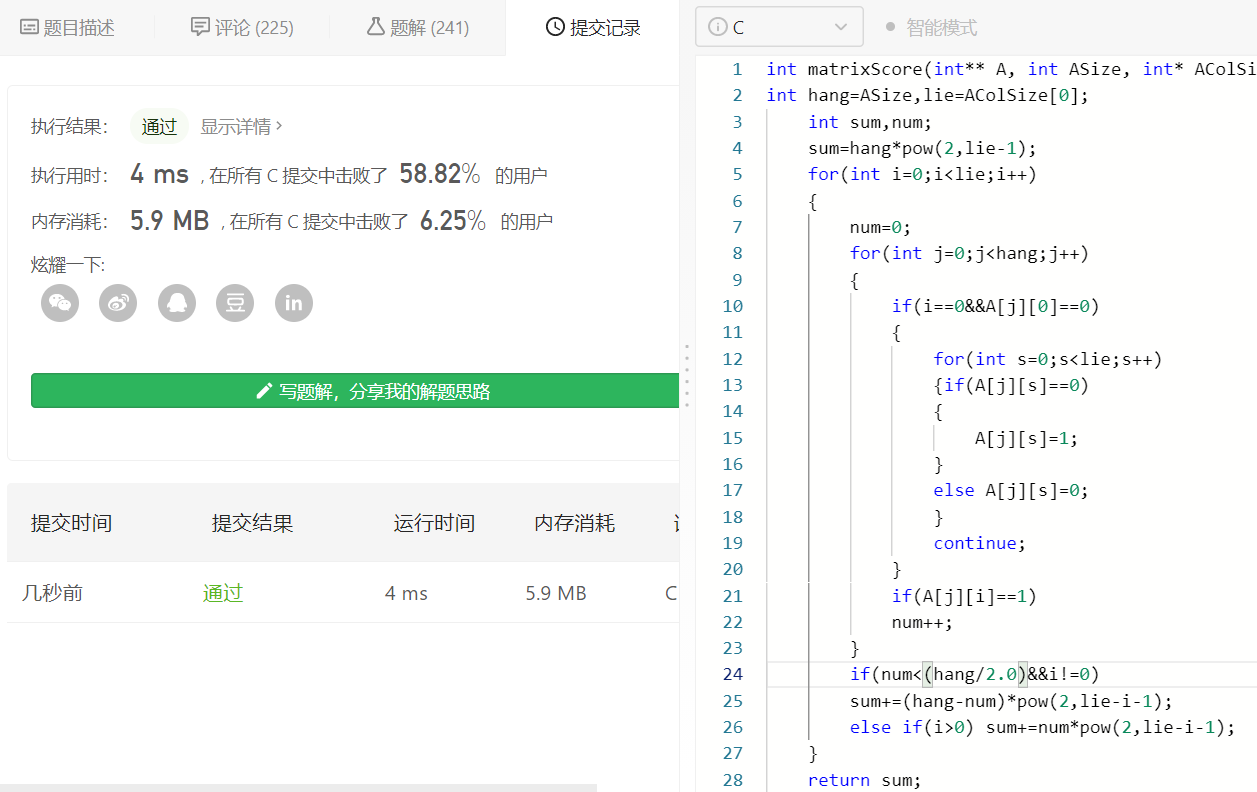 题目描述
评论 (225)
题解 (241)
提交记录
执行结果：
通过
显示详情 >
执行用时：
4 ms
, 在所有 C 提交中击败了
58.82%
的用户
内存消耗：
5.9 MB
, 在所有 C 提交中击败了
6.25%
的用户
炫耀一下:
豆
in
写题解，分享我的解题思路
提交时间
提交结果
运行时间
内存消耗
几秒前
通过
4 ms
5.9 MB
C
C
智能模式
1 int matrixScore(int** A, int ASize, int* AColSi
2 int hang=ASize,lie=AColSize[0];
3 int sum,num;
4 sum=hang*pow(2,lie-1);
5 for(int i=0;i<lie;i++)
6 {
7 num=0;
8 for(int j=0;j<hang;j++)
9 {
10 if(i==0&&A[j][0]==0)
11 {
12 for(int s=0;s<lie;s++)
13 {if(A[j][s]==0)
14 {
15 A[j][s]=1;
16 }
17 else A[j][s]=0;
18 }
19 continue;
20 }
21 if(A[j][i]==1)
22 num++;
23 }
24 if(num<(hang/2.0)&&i!=0)
25 sum+=(hang-num)*pow(2,lie-i-1);
26 else if(i>0) sum+=num*pow(2,lie-i-1);
27 }
28 return sum;